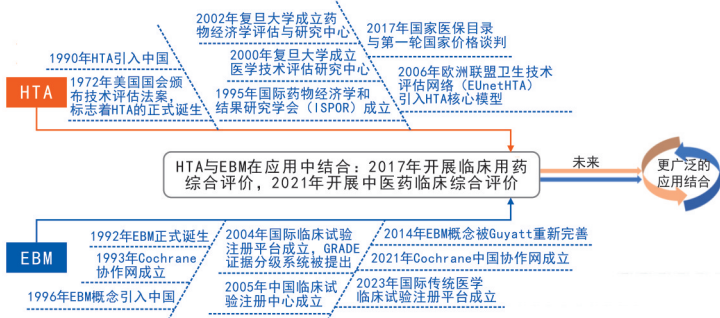 HTA
1990年HTA引入中国
1972年美国国会颁
布技术评估法案，
标志着HTA的正式诞生
2002年复旦大学成立药
物经济学评估与研究中心
2000年复旦大学成立
医学技术评估研究中心
1995年国际药物经济学和
结果研究学会（ISPOR）成立
2017年国家医保目录
与第一轮国家价格谈判
2006年欧洲联盟卫生技术
评估网络（EUnetHTA）
引入HTA核心模型
HTA与EBM在应用中结合：2017年开展临床用药
综合评价，2021年开展中医药临床综合评价
未来
更广泛的
应用结合
EBM
1992年EBM正式诞生
1993年Cochrane
协作网成立
1996年EBM概念引入中国
2004年国际临床试验
注册平台成立，GRADE
证据分级系统被提出
2005年中国临床试
验注册中心成立
2014年EBM概念被Guyatt重新完善
2021年Cochrane中国协作网成立
2023年国际传统医学
临床试验注册平台成立